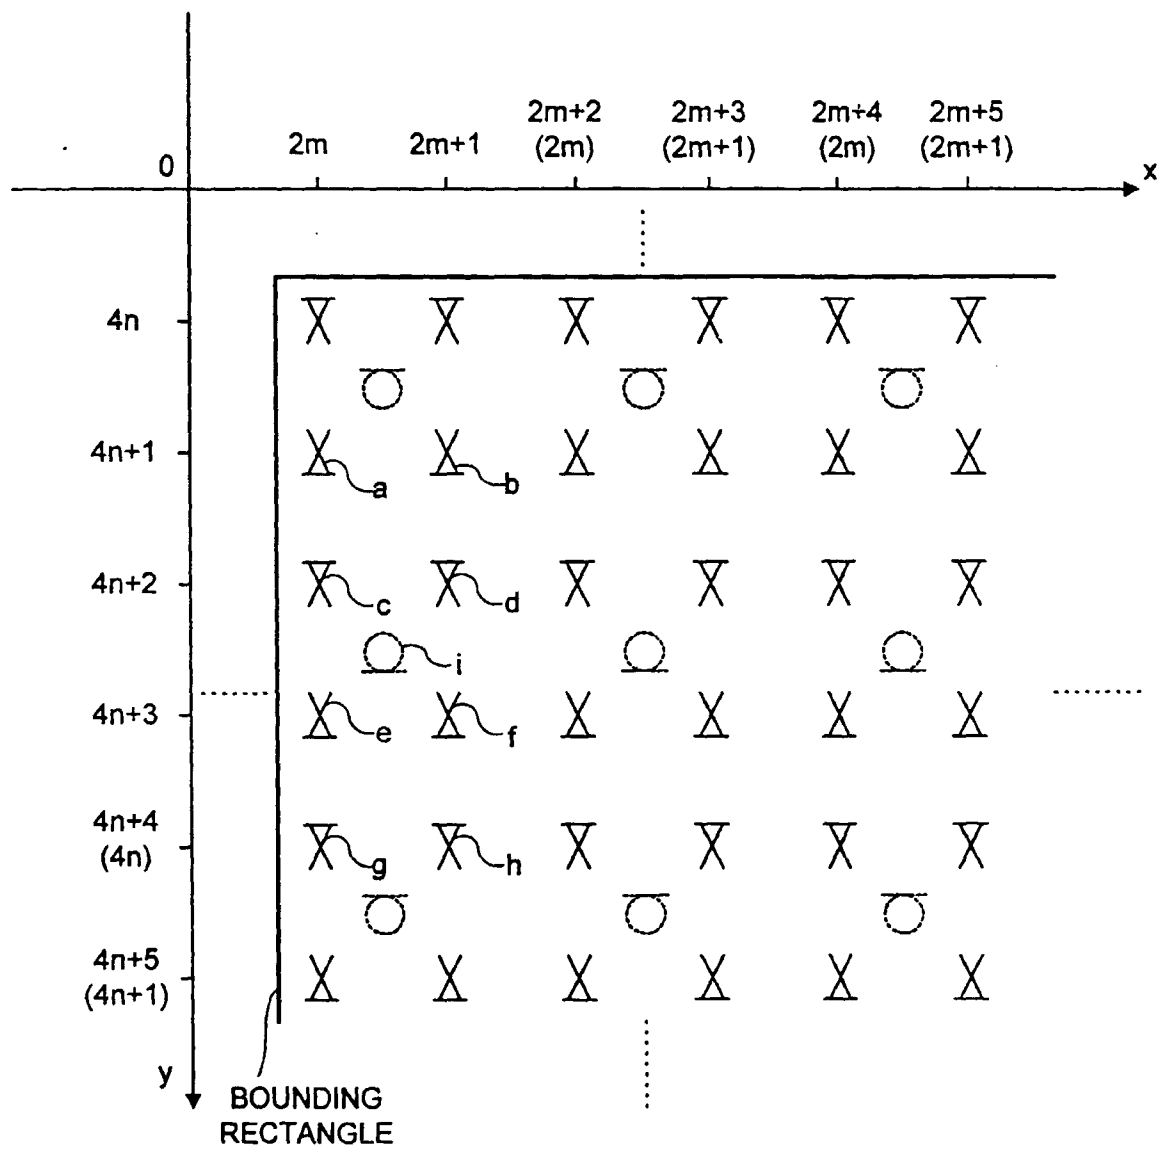 2m
2m+1
2m+2
(2m)
2m+3
(2m+1)
2m+4
(2m)
2m+5
(2m+1)
0
x
4n
4n+1
a
b
4n+2
c
d
i
4n+3
e
f
4n+4
(4n)
g
h
4n+5
(4n+1)
y
BOUNDING
RECTANGLE